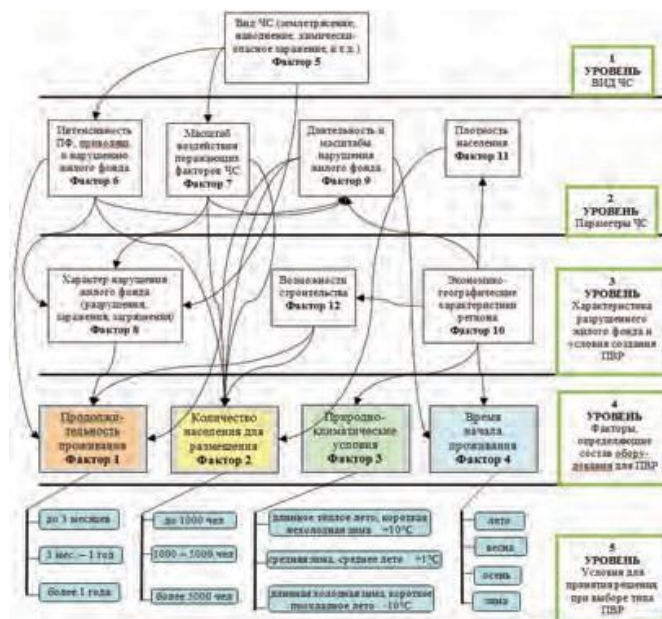 Вид ЧС (землетрясение,
наводнение, химически-
опасное заражение, и т.д.)
Фактор 5
1
УРОВЕНЬ
ВИД ЧС
Интенсивность
ПФ, приводящ.
к нарушению
жилого фонда
Фактор 6
Масштаб
воздействия
поражающих
факторов ЧС
Фактор 7
Длительность и
масштабы
нарушения
жилого фонда
Фактор 9
Плотность
населения
Фактор 11
2
УРОВЕНЬ
Параметры ЧС
Характер нарушения
жилого фонда
(разрушения,
заражения, загрязнения)
Фактор 8
Возможности
строительства
Фактор 12
Экономико-
географические
характеристики
региона
Фактор 10
3
УРОВЕНЬ
Характеристика
разрушенного
жилого фонда и
условия создания
ПВР
Продолжи-
тельность
проживания
Фактор 1
Количество
населения для
размещения
Фактор 2
Природно-
климатические
условия
Фактор 3
Время
начала
проживания
Фактор 4
4
УРОВЕНЬ
Факторы,
определяющие
состав обору-
дования для ПВР
до 3 месяцев
3 мес. – 1 год
более 1 года
до 1000 чел
1000 – 5000 чел
более 5000 чел
длинное тёплое лето, короткая
нехолодная зима +10°С
средняя зима, среднее лето +1°С
длинная холодная зима, короткое
прохладное лето -10°С
лето
весна
осень
зима
5
УРОВЕНЬ
Условия для
принятия решения
при выборе типа
ПВР